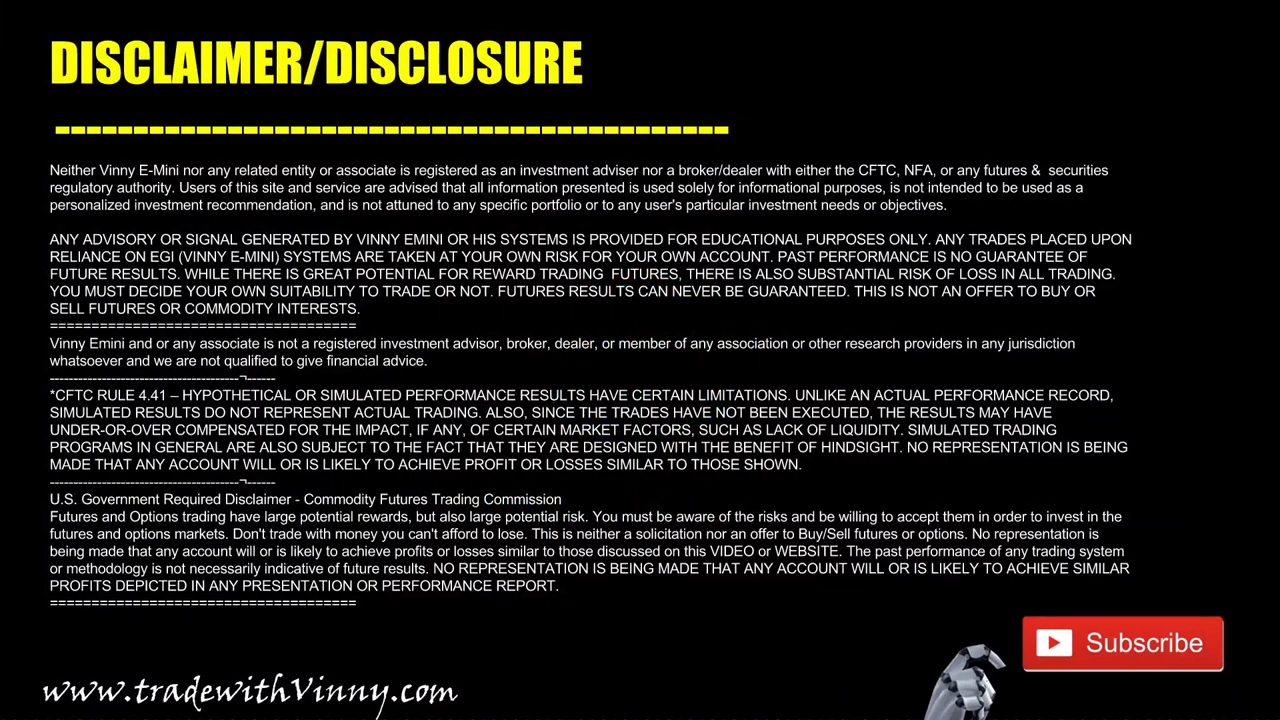 DISCLAIMER/DISCLOSURE
-------------------------------------------
Neither Vinny E-Mini nor any related entity or associate is registered as an investment adviser nor a broker/dealer with either the CFTC, NFA, or any futures & securities
regulatory authority. Users of this site and service are advised that all information presented is used solely for informational purposes, is not intended to be used as a
personalized investment recommendation, and is not attuned to any specific portfolio or to any user's particular investment needs or objectives.
ANY ADVISORY OR SIGNAL GENERATED BY VINNY EMINI OR HIS SYSTEMS IS PROVIDED FOR EDUCATIONAL PURPOSES ONLY. ANY TRADES PLACED UPON
RELIANCE ON EGI (VINNY E-MINI) SYSTEMS ARE TAKEN AT YOUR OWN RISK FOR YOUR OWN ACCOUNT. PAST PERFORMANCE IS NO GUARANTEE OF
FUTURE RESULTS. WHILE THERE IS GREAT POTENTIAL FOR REWARD TRADING FUTURES, THERE IS ALSO SUBSTANTIAL RISK OF LOSS IN ALL TRADING.
YOU MUST DECIDE YOUR OWN SUITABILITY TO TRADE OR NOT. FUTURES RESULTS CAN NEVER BE GUARANTEED. THIS IS NOT AN OFFER TO BUY OR
SELL FUTURES OR COMMODITY INTERESTS.
=====================================
Vinny Emini and or any associate is not a registered investment advisor, broker, dealer, or member of any association or other research providers in any jurisdiction
whatsoever and we are not qualified to give financial advice.
----------------------------------------¬------
*CFTC RULE 4.41 – HYPOTHETICAL OR SIMULATED PERFORMANCE RESULTS HAVE CERTAIN LIMITATIONS. UNLIKE AN ACTUAL PERFORMANCE RECORD,
SIMULATED RESULTS DO NOT REPRESENT ACTUAL TRADING. ALSO, SINCE THE TRADES HAVE NOT BEEN EXECUTED, THE RESULTS MAY HAVE
UNDER-OR-OVER COMPENSATED FOR THE IMPACT, IF ANY, OF CERTAIN MARKET FACTORS, SUCH AS LACK OF LIQUIDITY. SIMULATED TRADING
PROGRAMS IN GENERAL ARE ALSO SUBJECT TO THE FACT THAT THEY ARE DESIGNED WITH THE BENEFIT OF HINDSIGHT. NO REPRESENTATION IS BEING
MADE THAT ANY ACCOUNT WILL OR IS LIKELY TO ACHIEVE PROFIT OR LOSSES SIMILAR TO THOSE SHOWN.
----------------------------------------¬------
U.S. Government Required Disclaimer - Commodity Futures Trading Commission
Futures and Options trading have large potential rewards, but also large potential risk. You must be aware of the risks and be willing to accept them in order to invest in the
futures and options markets. Don't trade with money you can't afford to lose. This is neither a solicitation nor an offer to Buy/Sell futures or options. No representation is
being made that any account will or is likely to achieve profits or losses similar to those discussed on this VIDEO or WEBSITE. The past performance of any trading system
or methodology is not necessarily indicative of future results. NO REPRESENTATION IS BEING MADE THAT ANY ACCOUNT WILL OR IS LIKELY TO ACHIEVE SIMILAR
PROFITS DEPICTED IN ANY PRESENTATION OR PERFORMANCE REPORT.
=====================================
Subscribe
www.tradewithVinny.com